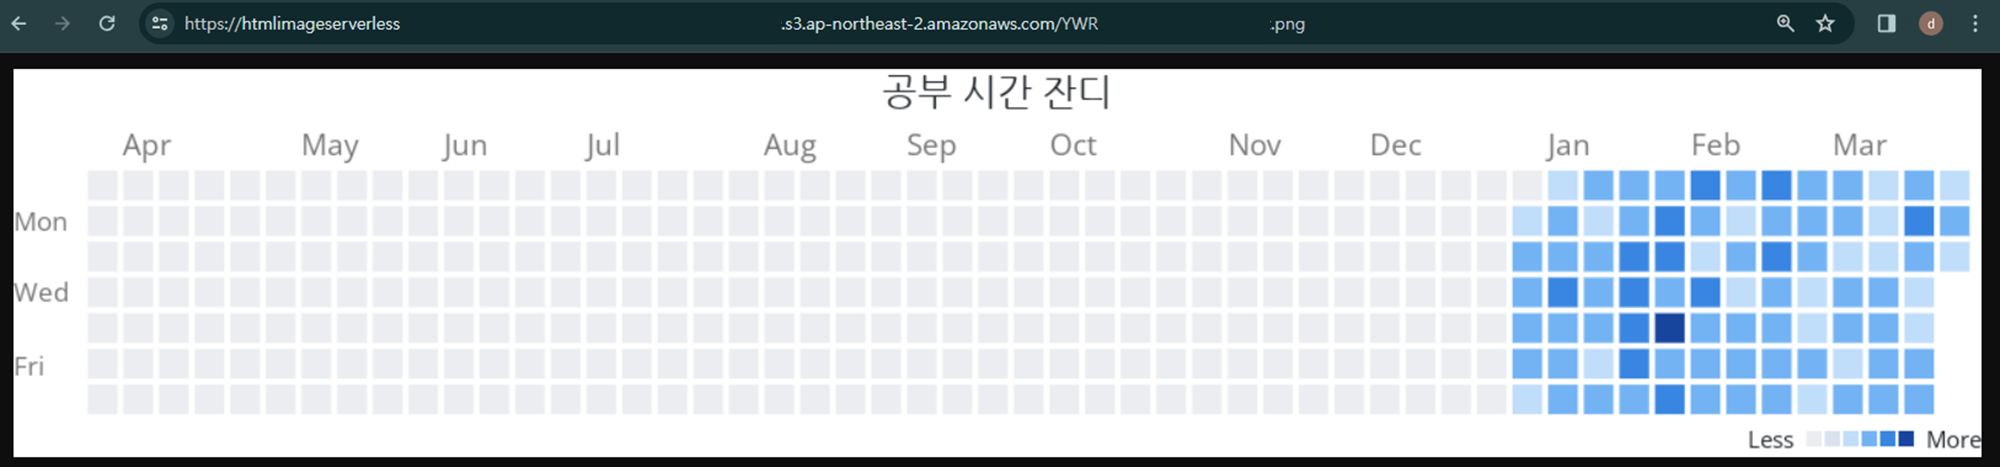 https://htmlimageserverless .s3.ap-northeast-2.amazonaws.com/YWR .png d
공부 시간 잔디
Apr May Jun Jul Aug Sep Oct Nov Dec Jan Feb Mar
Mon
Wed
Fri
Less More